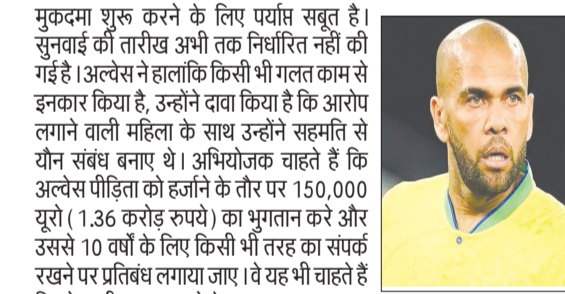 मुकदमा शुरू करने के लिए पर्याप्त सबूत है।
सुनवाई की तारीख अभी तक निर्धारित नहीं की
गई है। अल्वेस ने हालांकि किसी भी गलत काम से
इनकार किया है, उन्होंने दावा किया है कि आरोप
लगाने वाली महिला के साथ उन्होंने सहमति से
यौन संबंध बनाए थे। अभियोजक चाहते हैं कि
अल्वेस पीड़िता को हर्जाने के तौर पर 150,000
यूरो ( 1.36 करोड़ रुपये ) का भुगतान करे और
उससे 10 वर्षों के लिए किसी भी तरह का संपर्क
रखने पर प्रतिबंध लगाया जाए। वे यह भी चाहते हैं